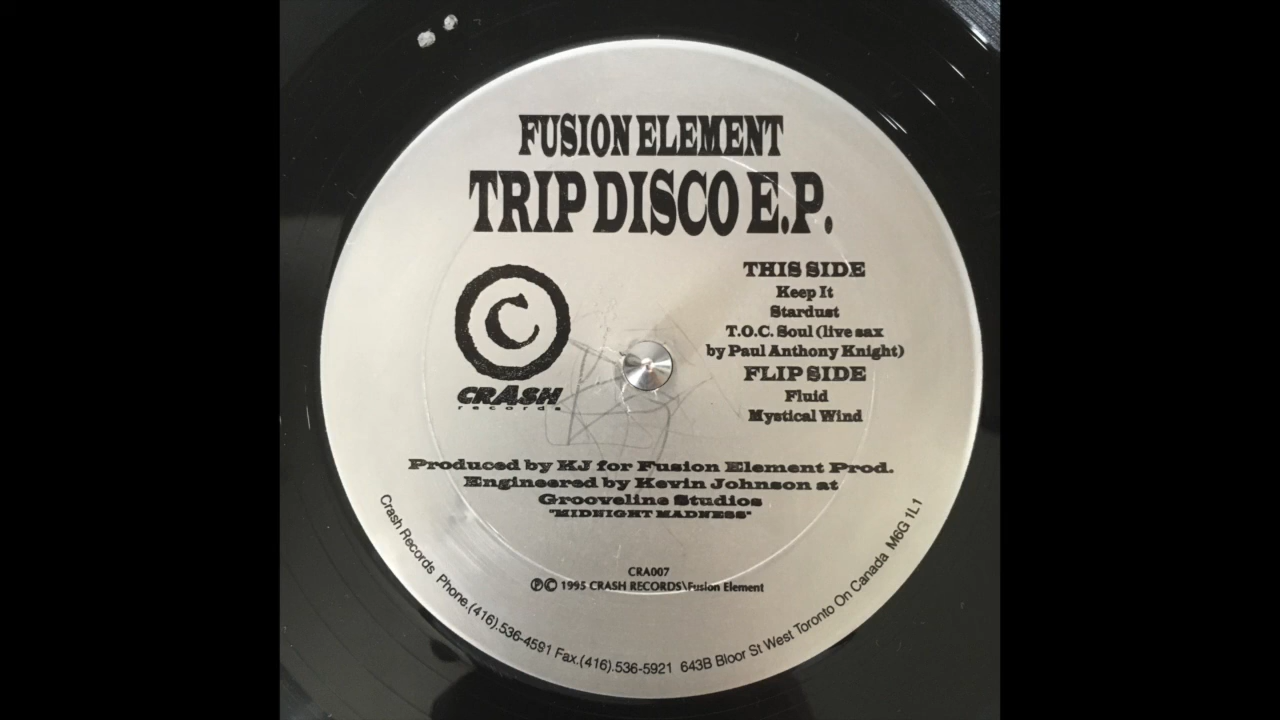 FUSION ELEMENT
TRIP DISCO E.P.
C
CRASH
records
THIS SIDE
Keep It
Stardust
T.O.C. Soul (live sax
by Paul Anthony Knight)
FLIP SIDE
Fluid
Mystical Wind
Produced by KJ for Fusion Element Prod.
Engineered by Kevin Johnson at
Grooveline Studios
"MIDNIGHT MADNESS"
CRA007
℗© 1995 CRASH RECORDS\Fusion Element
Crash Records Phone.(416).536-4591 Fax.(416).536-5921 643B Bloor St West Toronto On Canada M6G 1L1